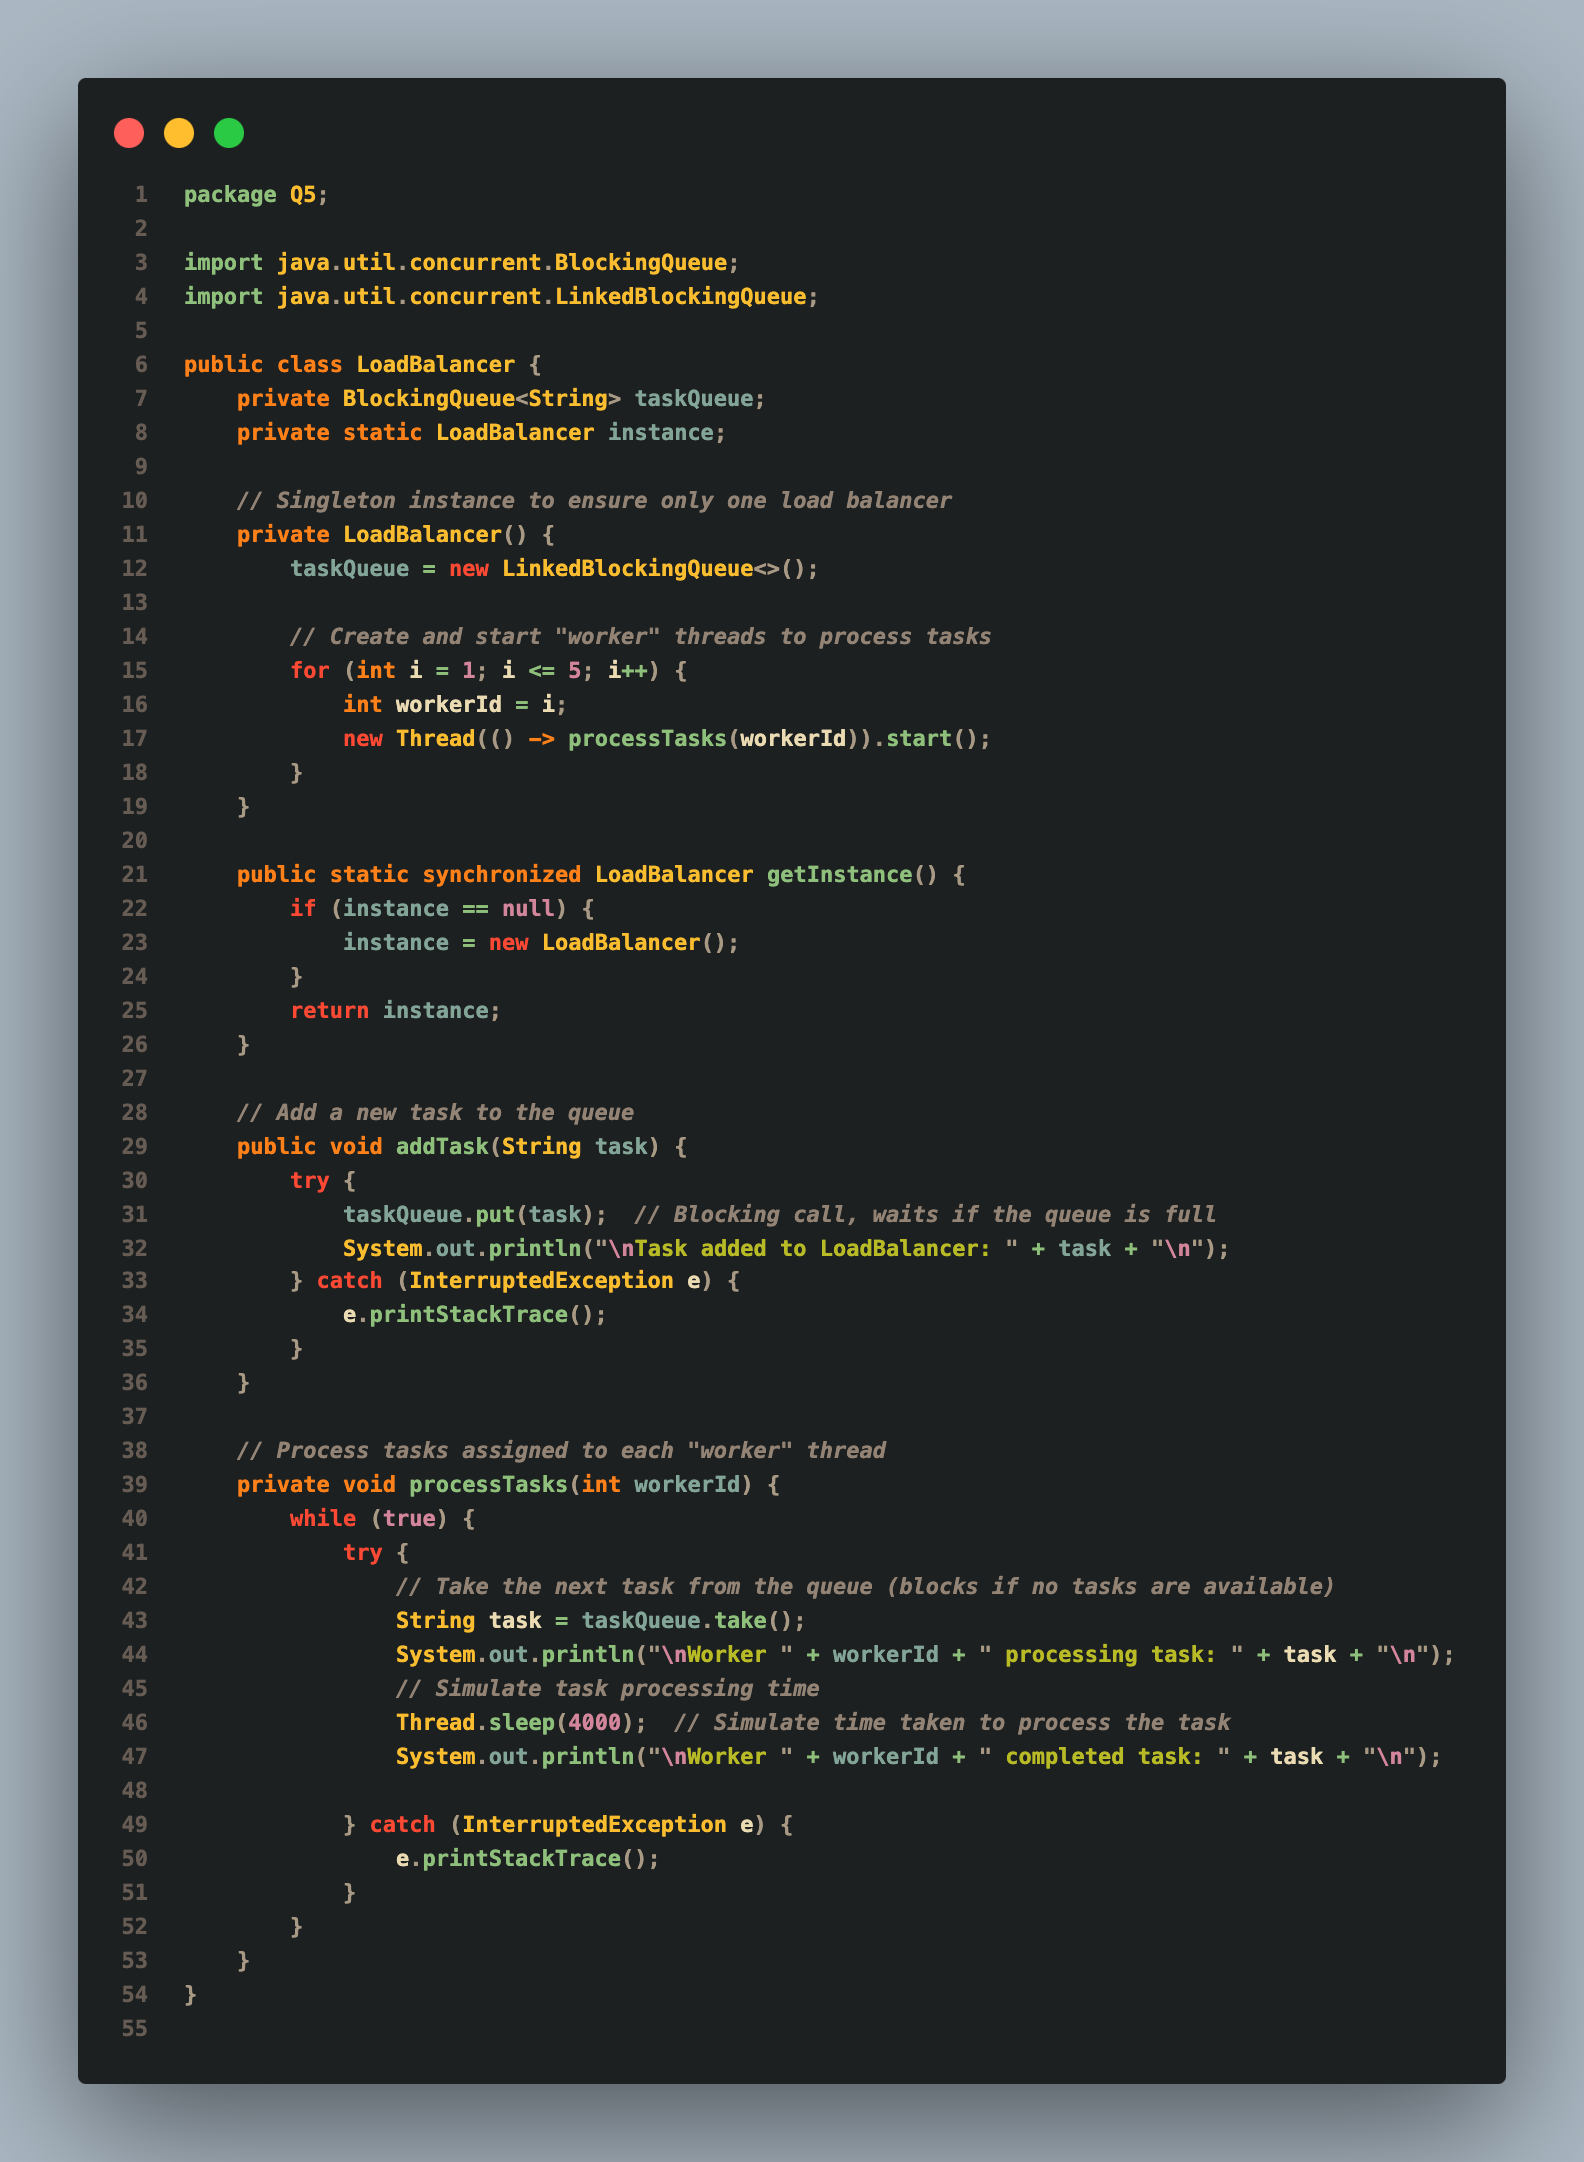 1 package Q5;
2
3 import java.util.concurrent.BlockingQueue;
4 import java.util.concurrent.LinkedBlockingQueue;
5
6 public class LoadBalancer {
7     private BlockingQueue<String> taskQueue;
8     private static LoadBalancer instance;
9
10     // Singleton instance to ensure only one load balancer
11     private LoadBalancer() {
12         taskQueue = new LinkedBlockingQueue<>();
13
14         // Create and start "worker" threads to process tasks
15         for (int i = 1; i <= 5; i++) {
16             int workerId = i;
17             new Thread(() -> processTasks(workerId)).start();
18         }
19     }
20
21     public static synchronized LoadBalancer getInstance() {
22         if (instance == null) {
23             instance = new LoadBalancer();
24         }
25         return instance;
26     }
27
28     // Add a new task to the queue
29     public void addTask(String task) {
30         try {
31             taskQueue.put(task);  // Blocking call, waits if the queue is full
32             System.out.println("\nTask added to LoadBalancer: " + task + "\n");
33         } catch (InterruptedException e) {
34             e.printStackTrace();
35         }
36     }
37
38     // Process tasks assigned to each "worker" thread
39     private void processTasks(int workerId) {
40         while (true) {
41             try {
42                 // Take the next task from the queue (blocks if no tasks are available)
43                 String task = taskQueue.take();
44                 System.out.println("\nWorker " + workerId + " processing task: " + task + "\n");
45                 // Simulate task processing time
46                 Thread.sleep(4000);  // Simulate time taken to process the task
47                 System.out.println("\nWorker " + workerId + " completed task: " + task + "\n");
48
49             } catch (InterruptedException e) {
50                 e.printStackTrace();
51             }
52         }
53     }
54 }
55